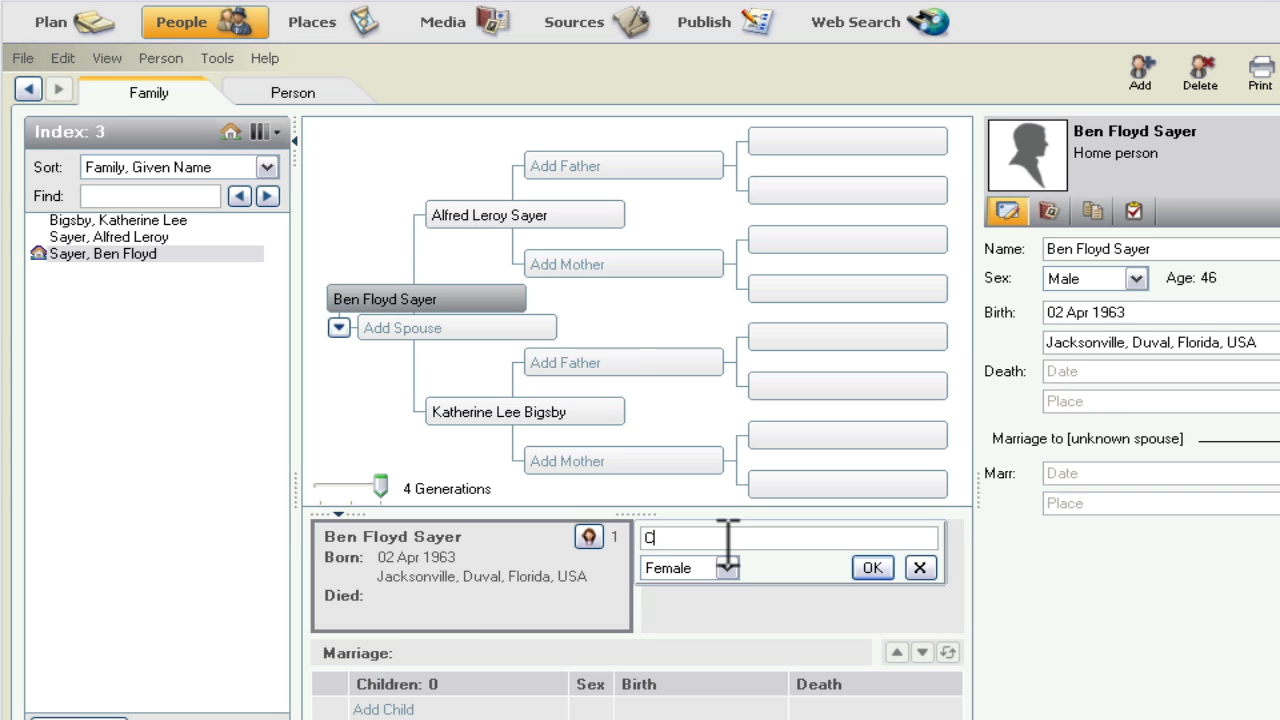 Plan People Places Media Sources Publish Web Search
File Edit View Person Tools Help
Add Delete Print
Family Person
Index: 3
Sort: Family, Given Name
Find:
Bigsby, Katherine Lee
Sayer, Alfred Leroy
Sayer, Ben Floyd
Add Father
Alfred Leroy Sayer
Add Mother
Ben Floyd Sayer
Add Spouse
Add Father
Katherine Lee Bigsby
Add Mother
4 Generations
Ben Floyd Sayer
Home person
Name: Ben Floyd Sayer
Sex: Male Age: 46
Birth: 02 Apr 1963
Jacksonville, Duval, Florida, USA
Death: Date
Place
Marriage to [unknown spouse]
Marr: Date
Place
Ben Floyd Sayer 1
Born: 02 Apr 1963
Jacksonville, Duval, Florida, USA
Died:
C
Female OK X
Marriage:
Children: 0 Sex Birth Death
Add Child